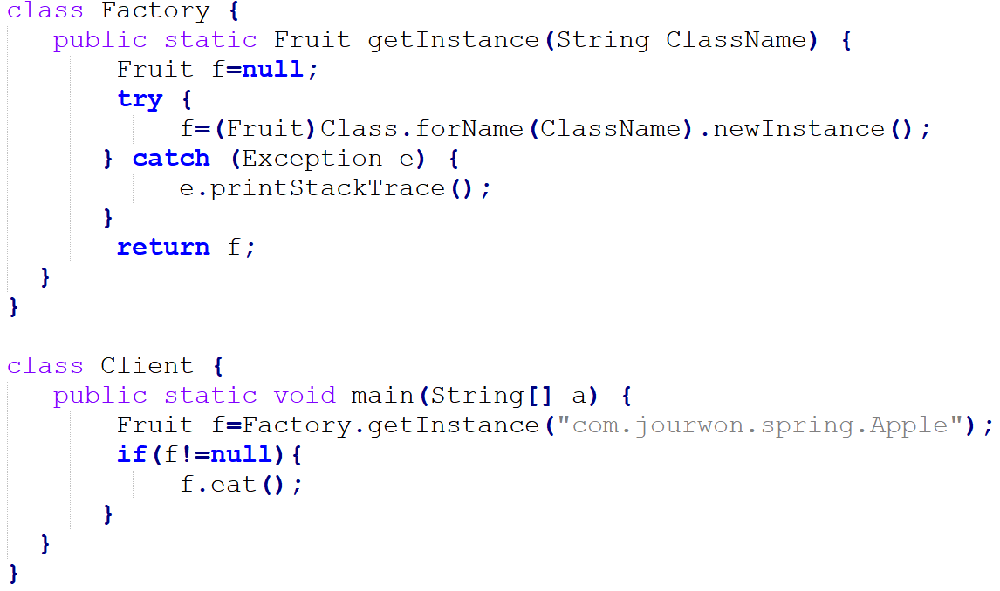 class Factory {
public static Fruit getInstance(String ClassName) {
Fruit f=null;
try {
f=(Fruit)Class.forName(ClassName).newInstance();
} catch (Exception e) {
e.printStackTrace();
}
return f;
}
}
class Client {
public static void main(String[] a) {
Fruit f=Factory.getInstance("com.jourwon.spring.Apple");
if(f!=null){
f.eat();
}
}
}